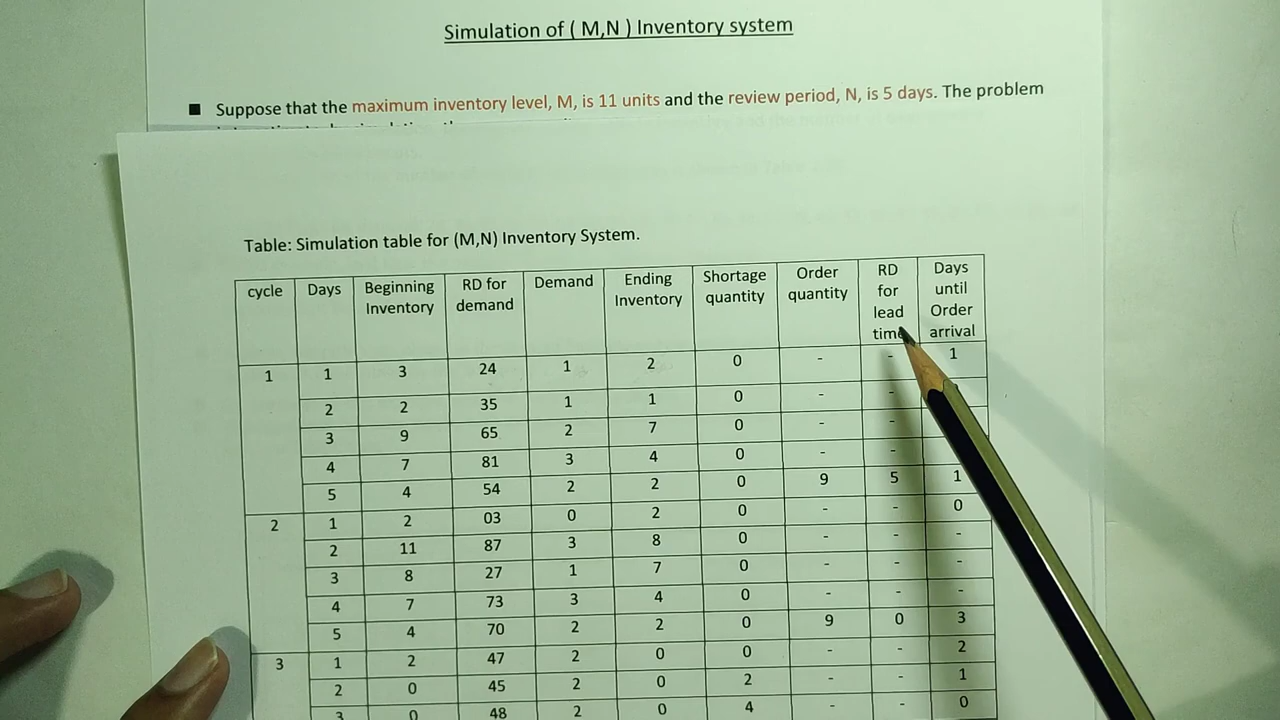 Simulation of ( M,N ) Inventory system
■ Suppose that the maximum inventory level, M, is 11 units and the review period, N, is 5 days. The problem
Table: Simulation table for (M,N) Inventory System.
cycle Days Beginning Inventory RD for demand Demand Ending Inventory Shortage quantity Order quantity RD for lead time Days until Order arrival
1 1 3 24 1 2 0 - - 1
2 2 35 1 1 0 - -
3 9 65 2 7 0 - -
4 7 81 3 4 0 - -
5 4 54 2 2 0 9 5 1
2 1 2 03 0 2 0 - - 0
2 11 87 3 8 0 - - -
3 8 27 1 7 0 - - -
4 7 73 3 4 0 - - -
5 4 70 2 2 0 9 0 3
3 1 2 47 2 0 0 - - 2
2 0 45 2 0 2 - - 1
3 0 48 2 0 4 - - 0